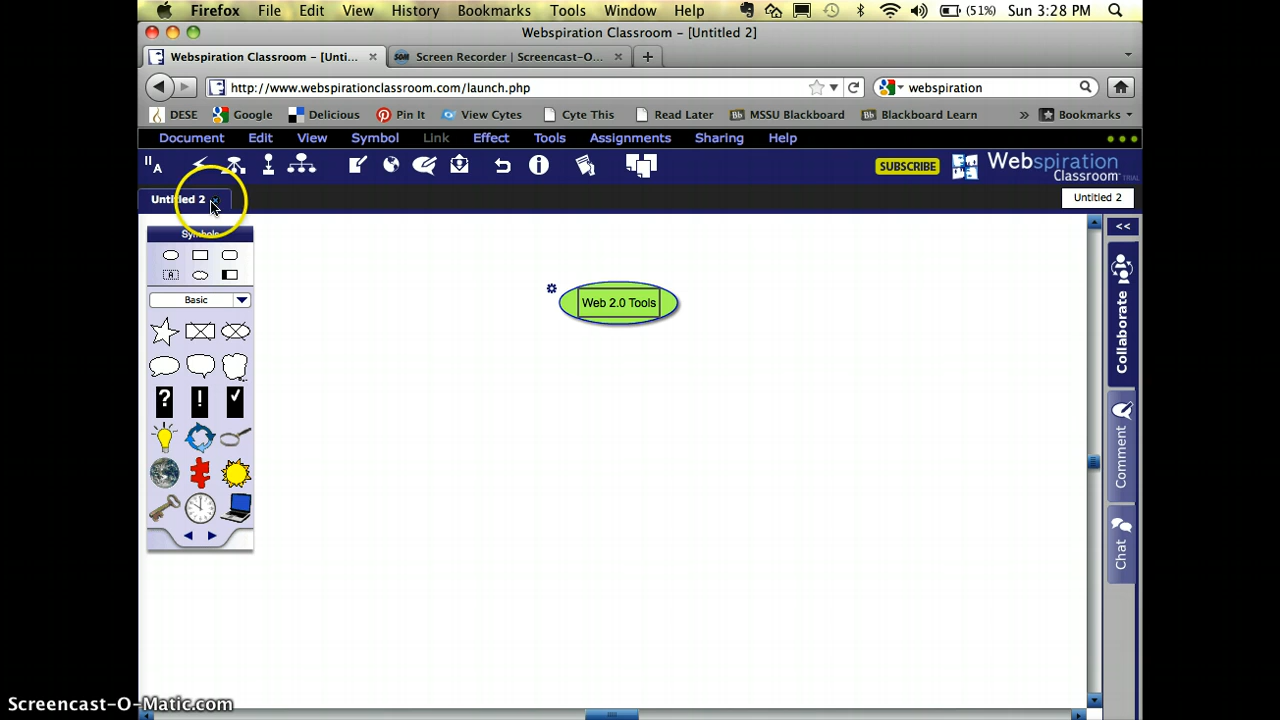 Firefox File Edit View History Bookmarks Tools Window Help (51%) Sun 3:28 PM
Webspiration Classroom – [Untitled 2]
Webspiration Classroom – [Unti... Screen Recorder | Screencast-O...
http://www.webspirationclassroom.com/launch.php webspiration
DESE Google Delicious Pin It View Cytes Cyte This Read Later MSSU Blackboard Blackboard Learn » Bookmarks
Document Edit View Symbol Link Effect Tools Assignments Sharing Help
A SUBSCRIBE Webspiration
Classroom TRIAL
Untitled 2 Untitled 2
Symbols <<
A
Basic
Web 2.0 Tools
? !
Collaborate
Comment
Chat
Screencast-O-Matic.com